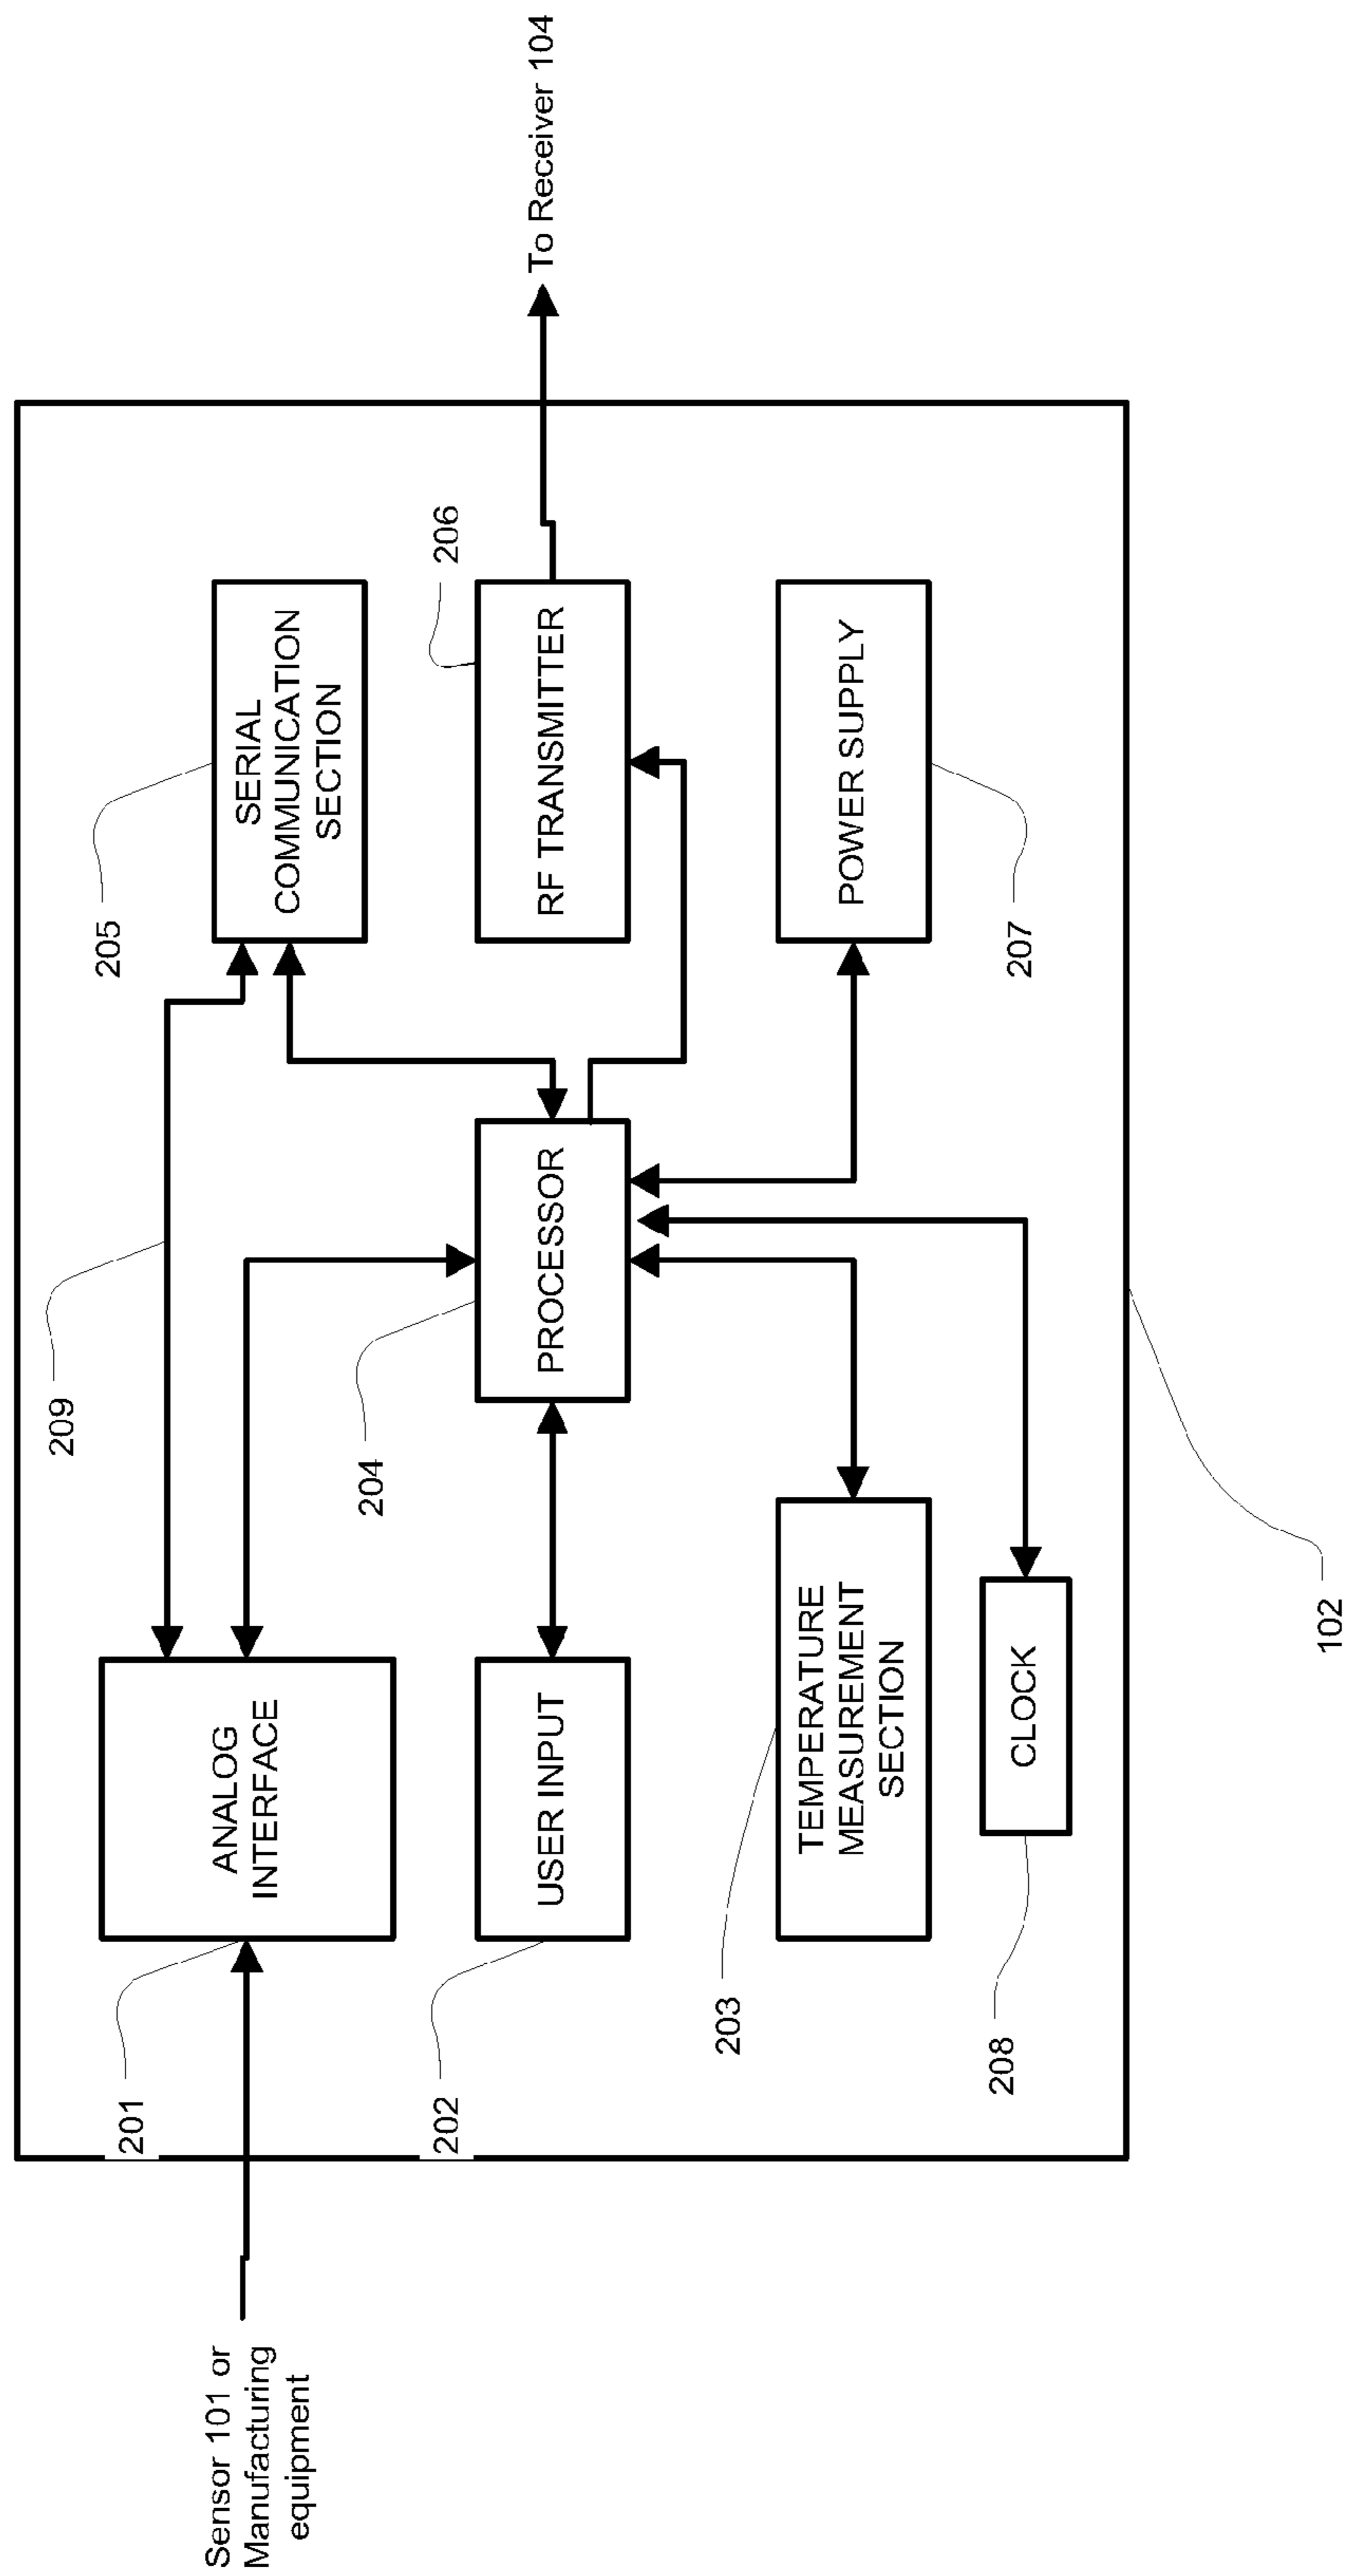 Sensor 101 or
Manufacturing
equipment
201
ANALOG
INTERFACE
209
205
SERIAL
COMMUNICATION
SECTION
202
USER INPUT
204
PROCESSOR
206
RF TRANSMITTER
To Receiver 104
203
TEMPERATURE
MEASUREMENT
SECTION
207
POWER SUPPLY
208
CLOCK
102